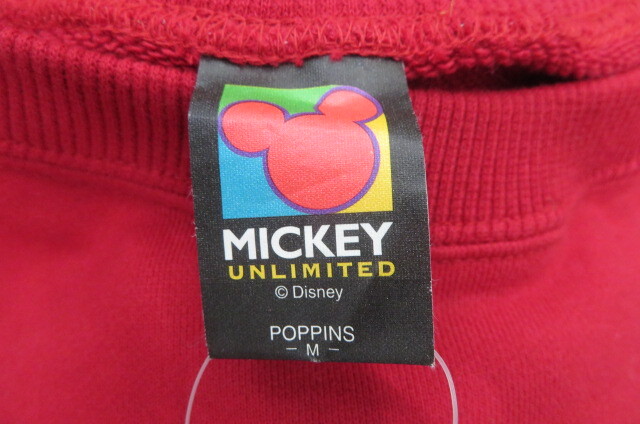 MICKEY
UNLIMITED
© Disney
POPPINS
- M -